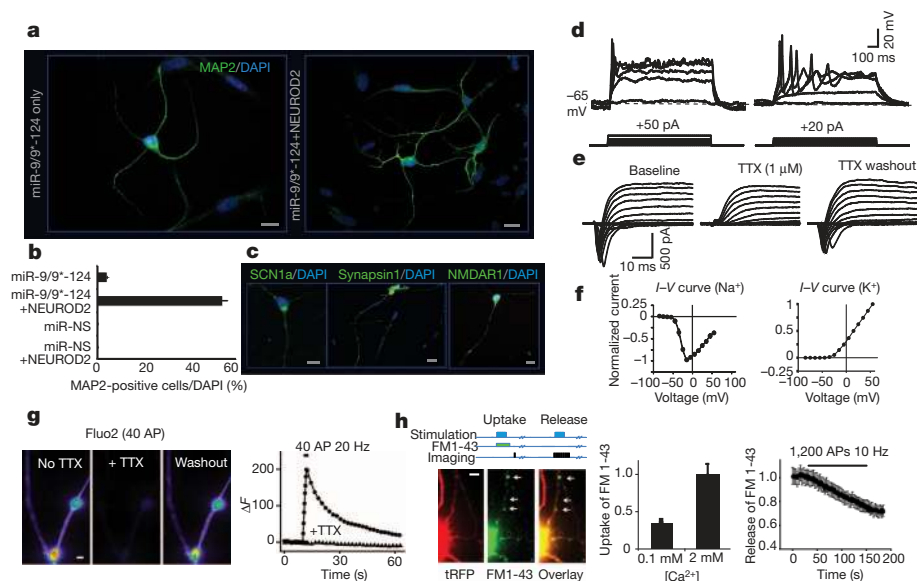 a
MAP2/DAPI
miR-9/9*-124 only
miR-9/9*-124+NEUROD2
b
miR-9/9*-124
miR-9/9*-124
+NEUROD2
miR-NS
miR-NS
+NEUROD2
0 20 40 60
MAP2-positive cells/DAPI (%)
c
SCN1a/DAPI Synapsin1/DAPI NMDAR1/DAPI
d
20 mV
100 ms
–65
mV
+50 pA
+20 pA
e
Baseline
TTX (1 μM)
TTX washout
10 ms
500 pA
f
I–V curve (Na⁺)
I–V curve (K⁺)
Normalized current
0.25
0
–0.5
–1
–100 –50 0 50 100
Voltage (mV)
1
0.75
0.5
0.25
0
–0.25
–100 –50 0 50
Voltage (mV)
g
Fluo2 (40 AP)
No TTX + TTX Washout
40 AP 20 Hz
ΔF
200
100
0
+TTX
0 30 60
Time (s)
h
Uptake Release
Stimulation
FM1-43
Imaging
tRFP FM1-43 Overlay
Uptake of FM 1-43
1.0
0.5
0
0.1 mM 2 mM
[Ca²⁺]
Release of FM 1-43
1,200 APs 10 Hz
1.2
1.0
0.8
0.6
0.4
0 50 100 150 200
Time (s)